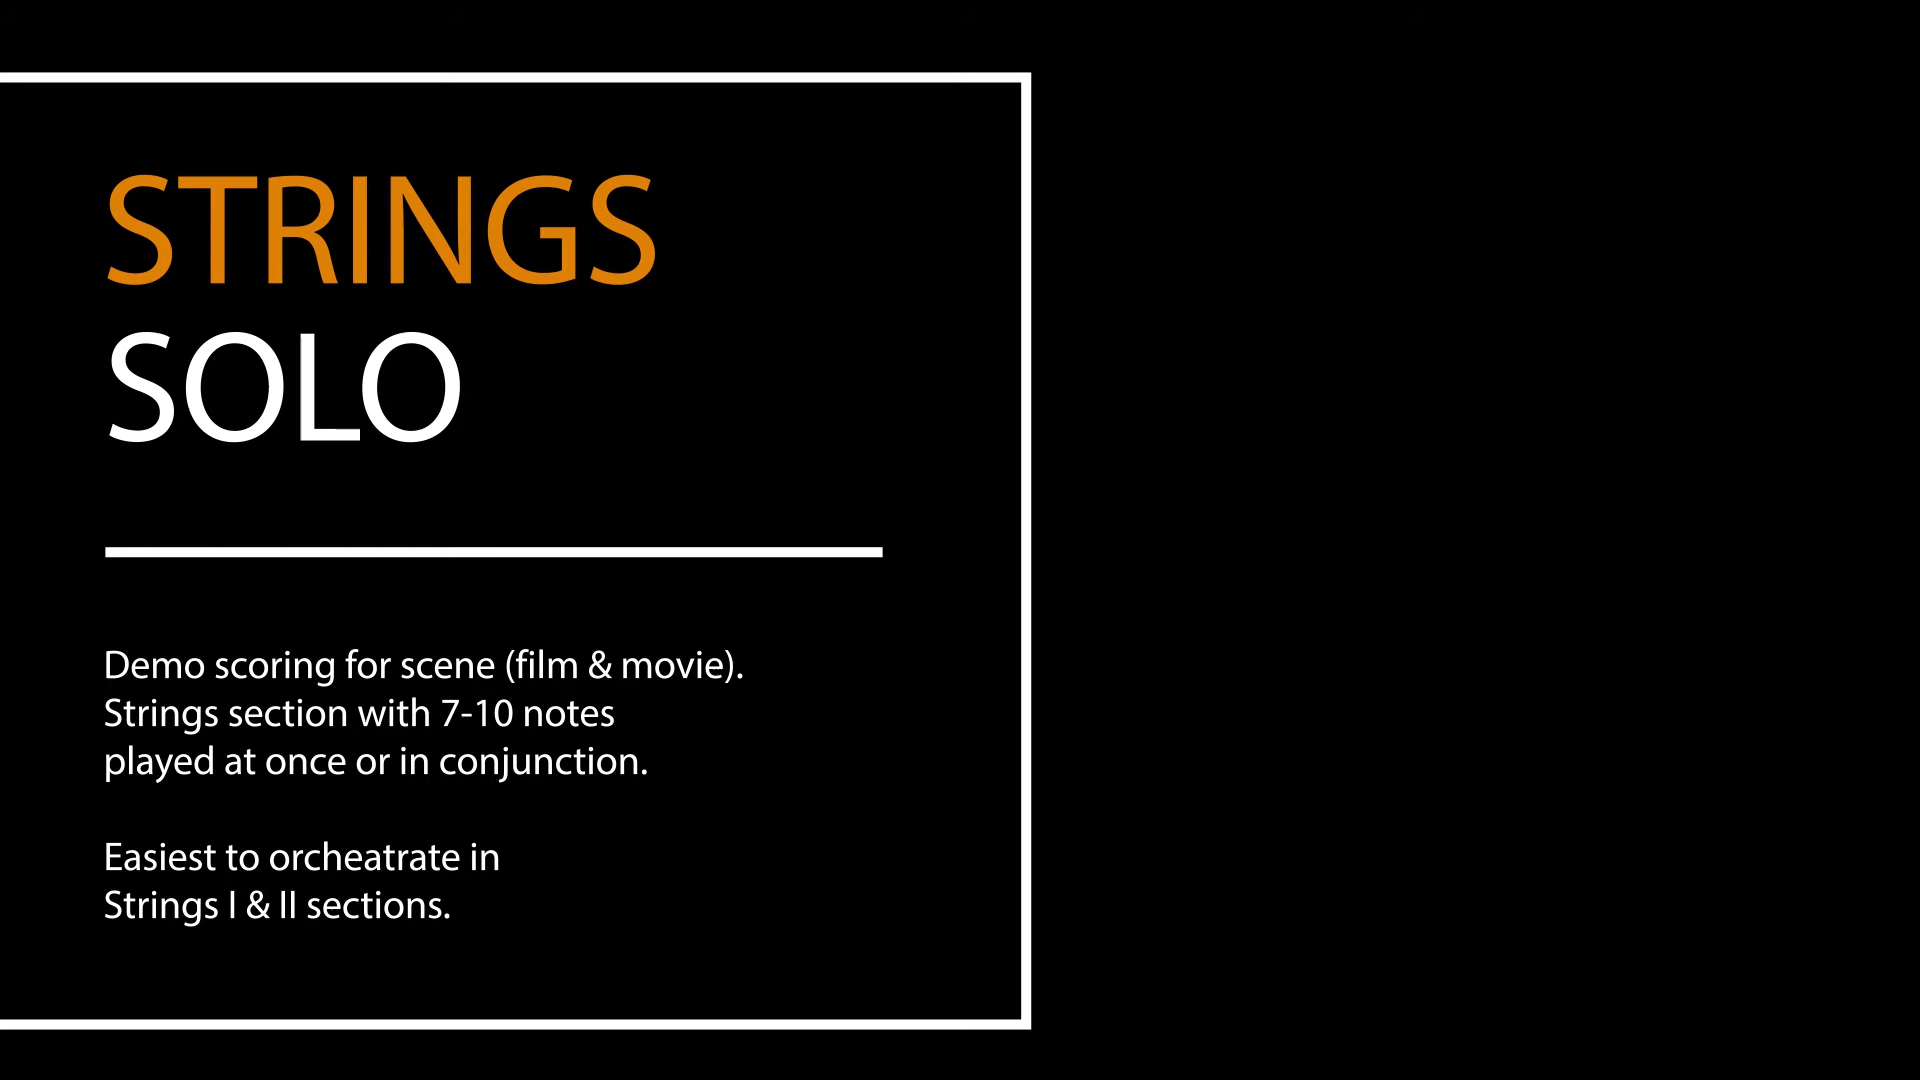 STRINGS
SOLO
Demo scoring for scene (film & movie).
Strings section with 7-10 notes
played at once or in conjunction.
Easiest to orcheatrate in
Strings I & II sections.